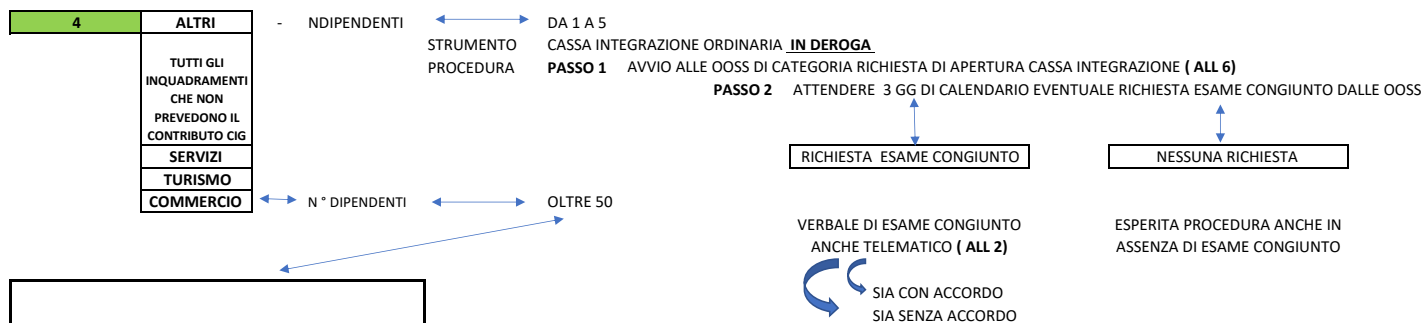 4 ALTRI - NDIPENDENTI DA 1 A 5
STRUMENTO CASSA INTEGRAZIONE ORDINARIA IN DEROGA
TUTTI GLI
INQUADRAMENTI
CHE NON
PREVEDONO IL
CONTRIBUTO CIG
PROCEDURA PASSO 1 AVVIO ALLE OOSS DI CATEGORIA RICHIESTA DI APERTURA CASSA INTEGRAZIONE ( ALL 6)
PASSO 2 ATTENDERE 3 GG DI CALENDARIO EVENTUALE RICHIESTA ESAME CONGIUNTO DALLE OOSS
SERVIZI
RICHIESTA ESAME CONGIUNTO
NESSUNA RICHIESTA
TURISMO
COMMERCIO N ° DIPENDENTI OLTRE 50
VERBALE DI ESAME CONGIUNTO
ANCHE TELEMATICO ( ALL 2)
ESPERITA PROCEDURA ANCHE IN
ASSENZA DI ESAME CONGIUNTO
SIA CON ACCORDO
SIA SENZA ACCORDO